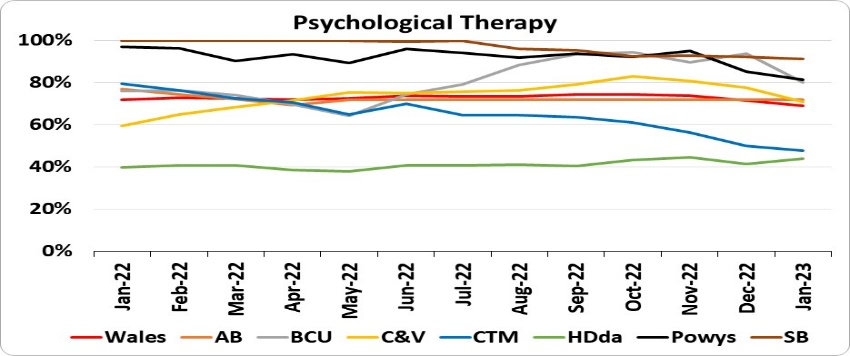 Psychological Therapy
100%
80%
60%
40%
20%
0%
Jan-22 Feb-22 Mar-22 Apr-22 May-22 Jun-22 Jul-22 Aug-22 Sep-22 Oct-22 Nov-22 Dec-22 Jan-23
Wales AB BCU C&V CTM HDda Powys SB